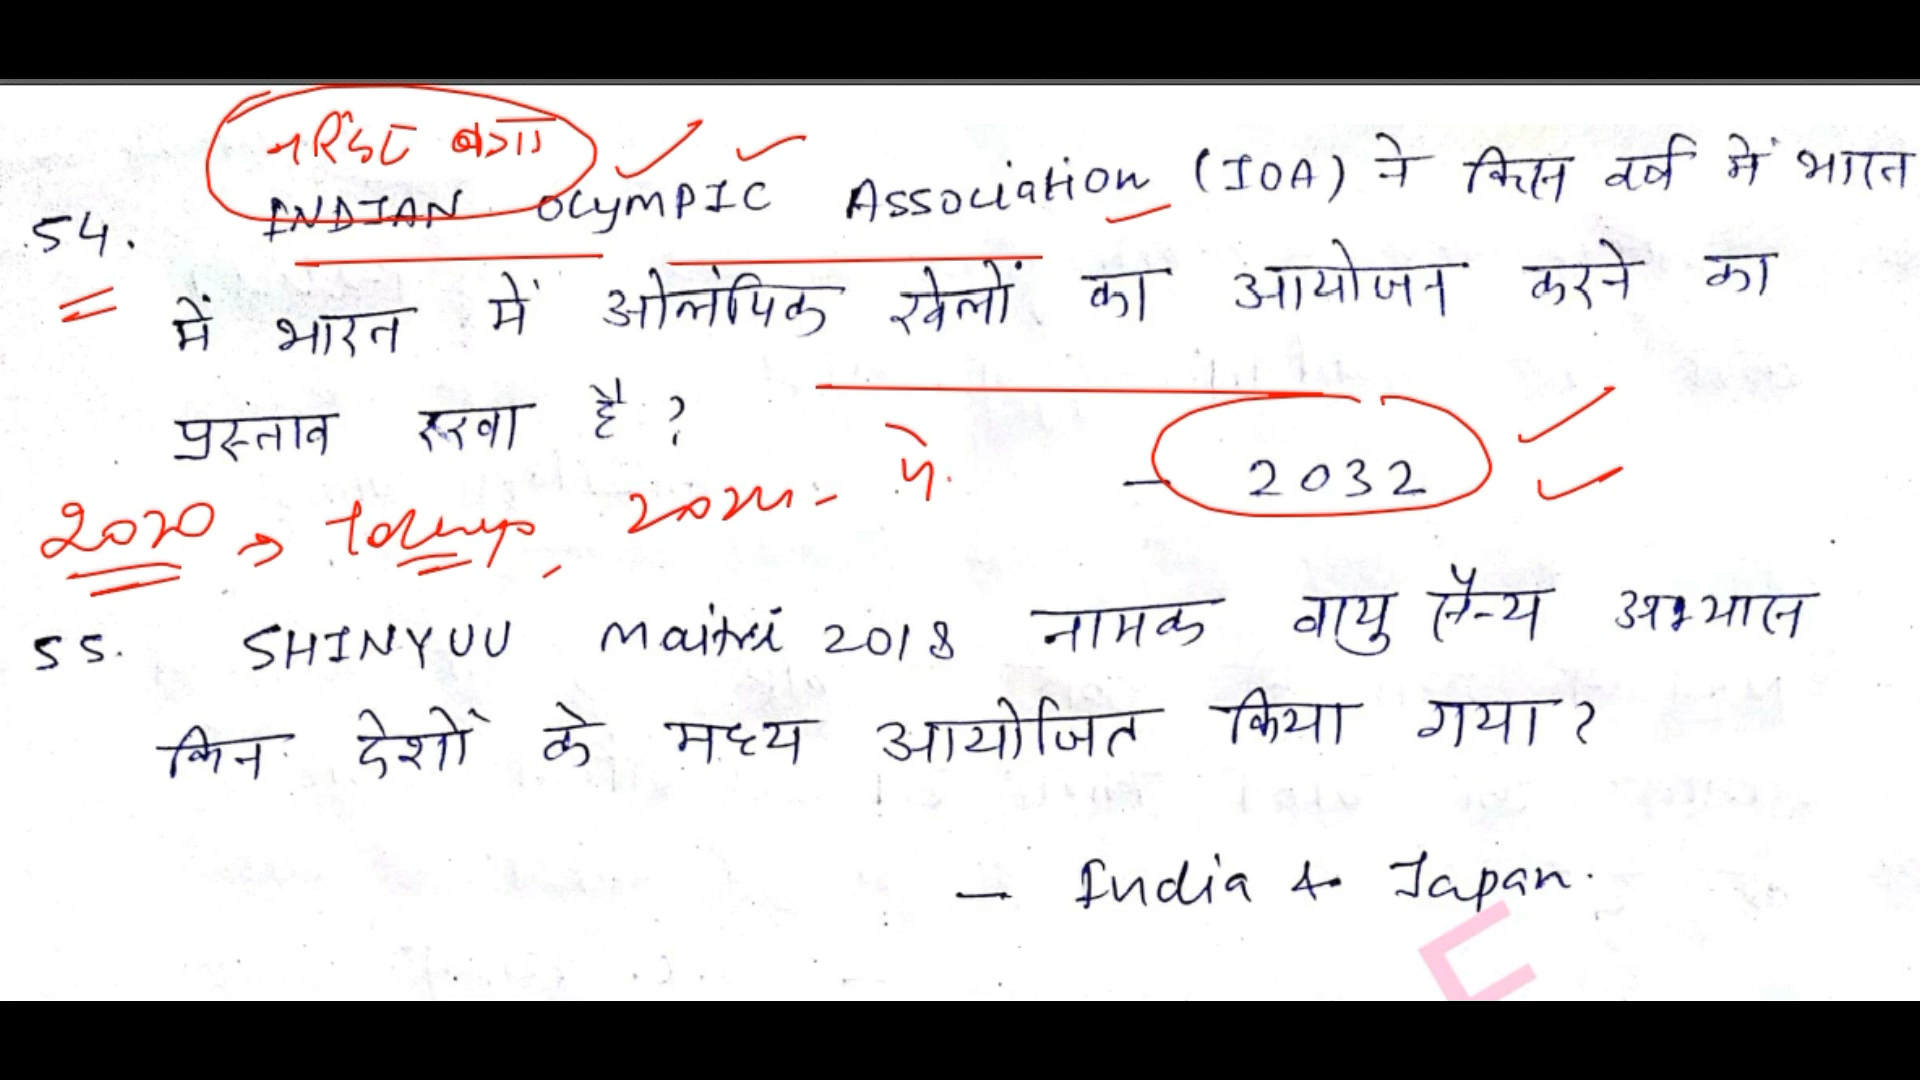 नरिंदर बत्रा
54. INDIAN OLYMPIC Association (IOA) ने किस वर्ष में भारत
में भारत में ओलंपिक खेलों का आयोजन करने का
प्रस्ताव रखा है ?
- 2032
2020 → Tokyo, 2024 - पे.
55. SHINYUU Maitri 2018 नामक वायु सैन्य अभ्यास
किन देशों के मध्य आयोजित किया गया ?
- India & Japan.